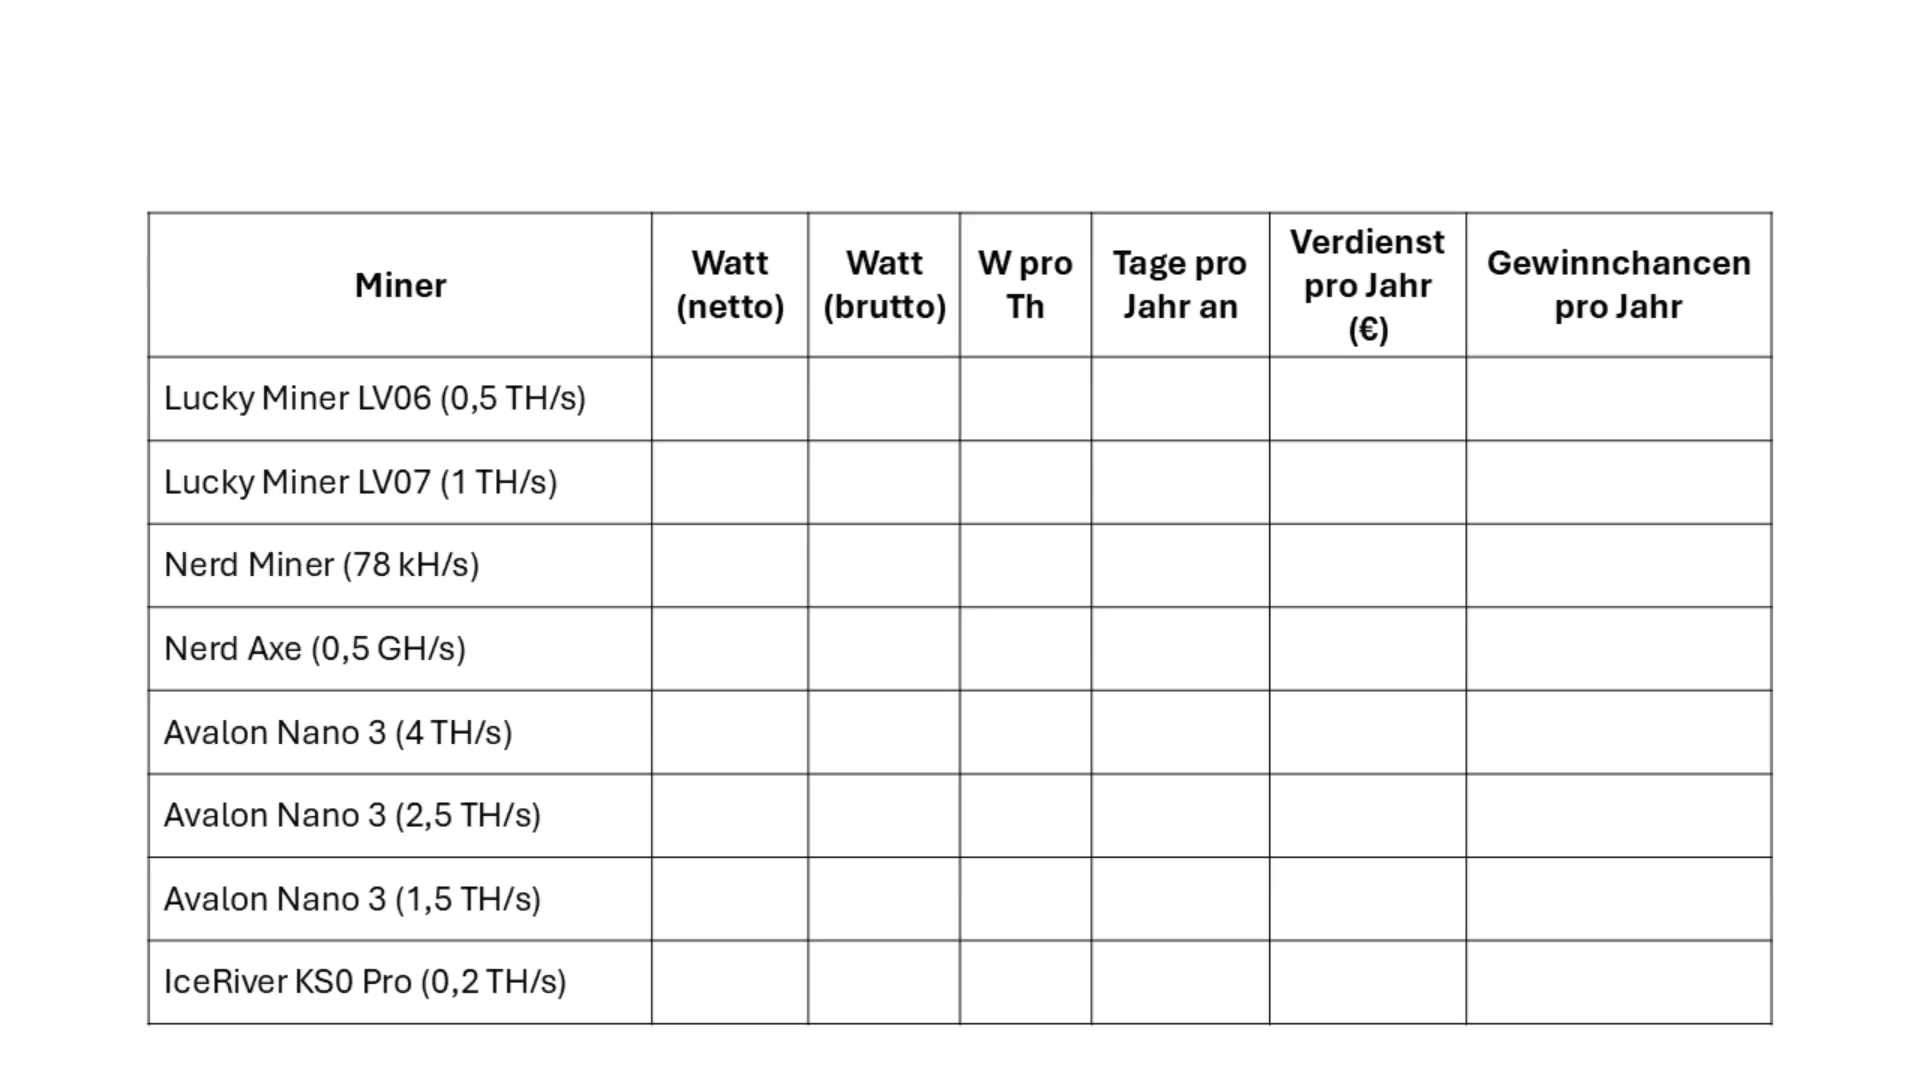 Miner
Watt
(netto)
Watt
(brutto)
W pro
Th
Tage pro
Jahr an
Verdienst
pro Jahr
(€)
Gewinnchancen
pro Jahr
Lucky Miner LV06 (0,5 TH/s)
Lucky Miner LV07 (1 TH/s)
Nerd Miner (78 kH/s)
Nerd Axe (0,5 GH/s)
Avalon Nano 3 (4 TH/s)
Avalon Nano 3 (2,5 TH/s)
Avalon Nano 3 (1,5 TH/s)
IceRiver KS0 Pro (0,2 TH/s)